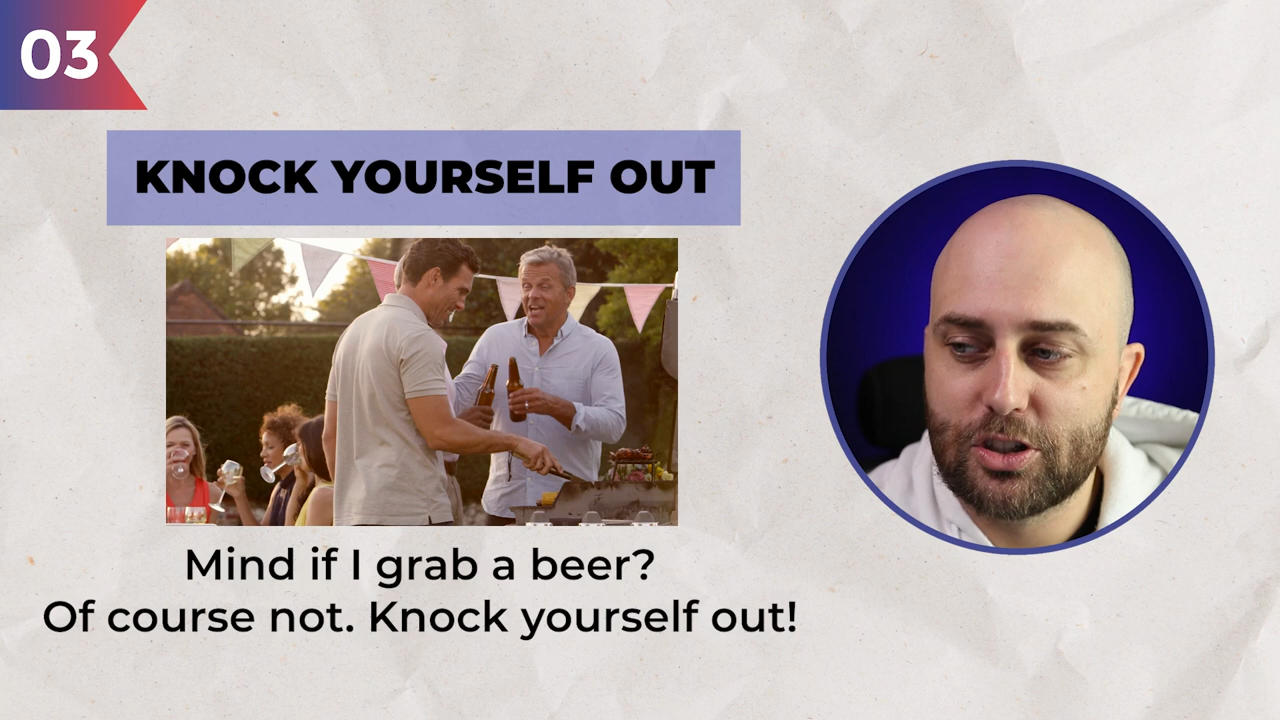 03
KNOCK YOURSELF OUT
Mind if I grab a beer?
Of course not. Knock yourself out!